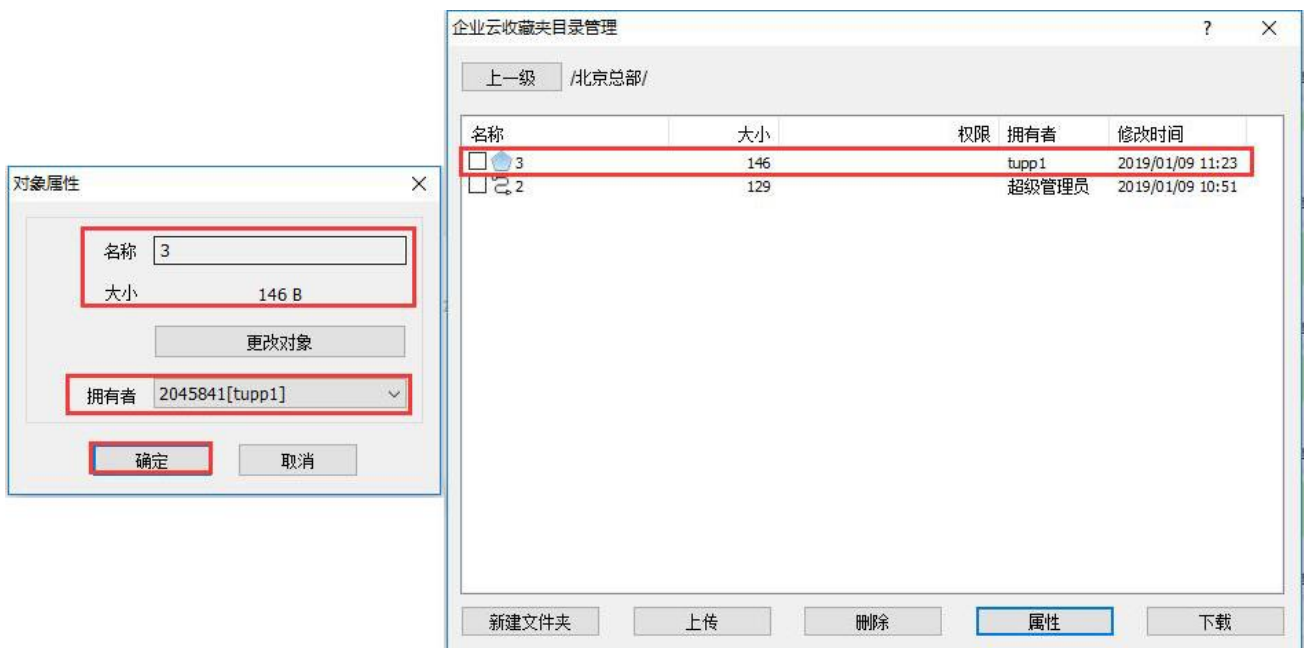 企业云收藏夹目录管理
上一级 /北京总部/
名称 大小 权限 拥有者 修改时间
3 146 tupp1 2019/01/09 11:23
2 129 超级管理员 2019/01/09 10:51
新建文件夹 上传 删除 属性 下载
对象属性
名称 3
大小 146 B
更改对象
拥有者 2045841[tupp1]
确定 取消